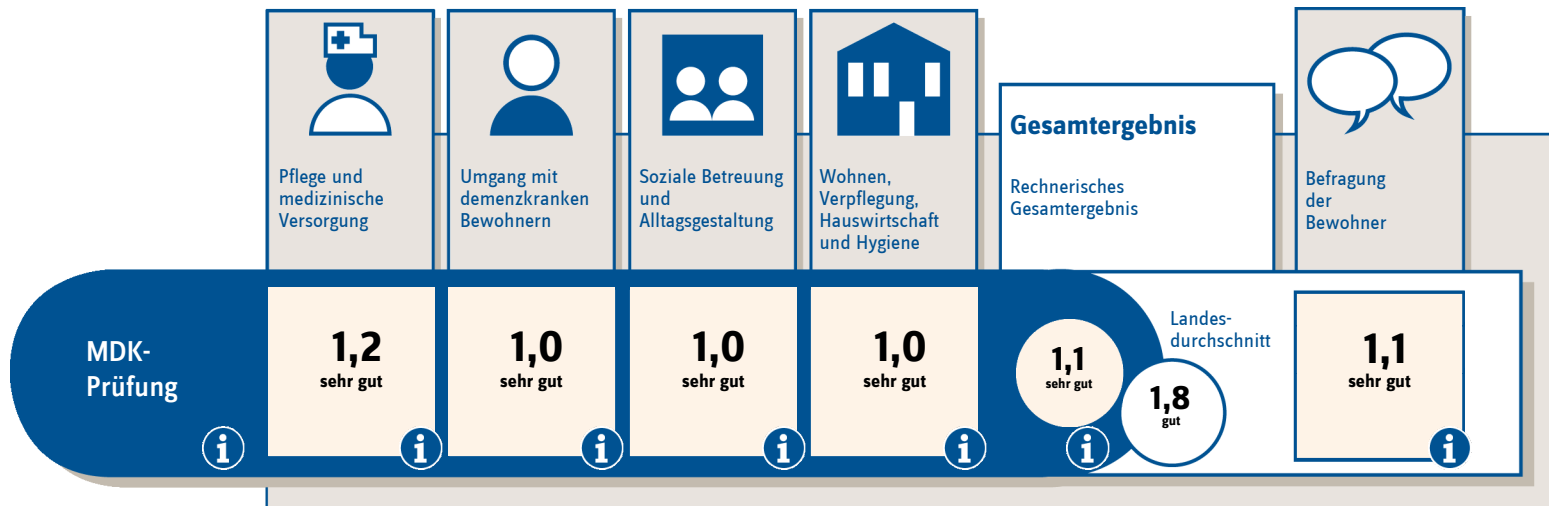 Pflege und
medizinische
Versorgung
Umgang mit
demenzkranken
Bewohnern
Soziale Betreuung
und
Alltagsgestaltung
Wohnen,
Verpflegung,
Hauswirtschaft
und Hygiene
Gesamtergebnis
Rechnerisches
Gesamtergebnis
Befragung
der
Bewohner
MDK-
Prüfung
i
1,2
sehr gut
i
1,0
sehr gut
i
1,0
sehr gut
i
1,0
sehr gut
i
1,1
sehr gut
i
Landes-
durchschnitt
1,8
gut
1,1
sehr gut
i